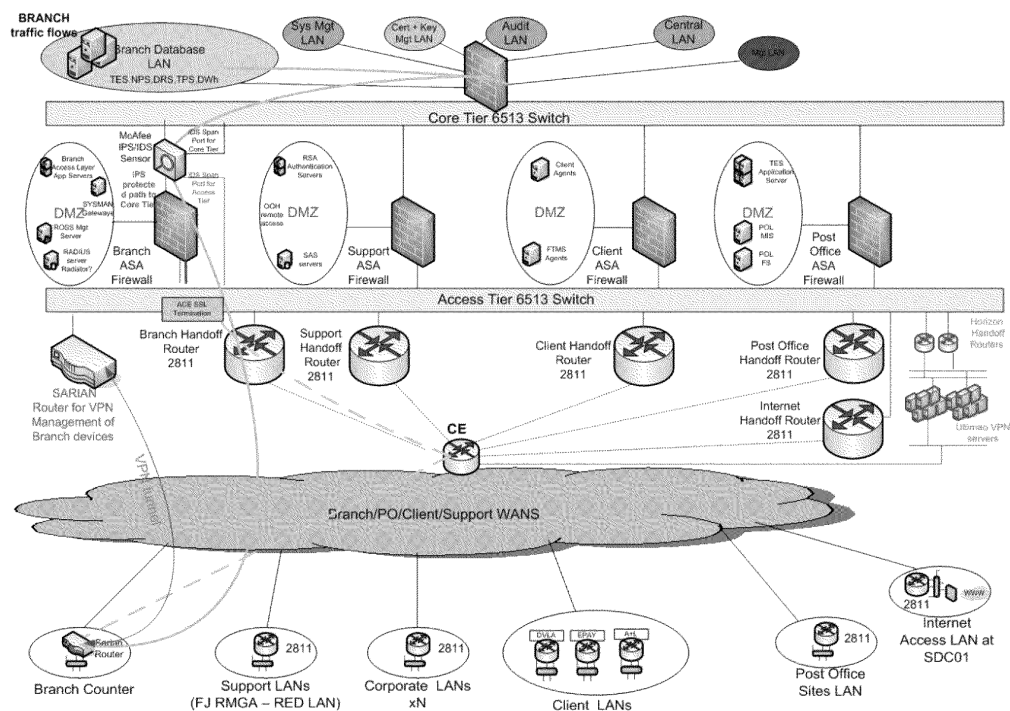 BRANCH
traffic flows
Branch Database
LAN
TES,NPS,DRS,TPS,DWh
Sys Mgt
LAN
Cert + Key
Mgt LAN
Audit
LAN
Central
LAN
Mgt LAN
Core Tier 6513 Switch
McAfee
IPS/IDS
Sensor
IDS Span
Port for
Core Tier
IPS
protecte
d path to
Core Tier
IDS Span
Port for
Access
Tier
Branch
Access Layer
App Servers
SYSMAN
Gateways
DMZ
ROSS Mgt
Server
RADIUS
server
Radiator?
Branch
ASA
Firewall
RSA
Authentication
Servers
OOH
remote
access
DMZ
SAS
servers
Support
ASA
Firewall
Client
Agents
DMZ
FTMS
Agents
Client
ASA
Firewall
TES
Application
Server
DMZ
POL
MIS
POL
FS
Post
Office
ASA
Firewall
Access Tier 6513 Switch
ACE SSL
Termination
Branch Handoff
Router
2811
Support
Handoff
Router
2811
Client Handoff
Router
2811
Post Office
Handoff Router
2811
Internet
Handoff Router
2811
Horizon
Handoff
Routers
Utimaco VPN
servers
SARIAN
Router for VPN
Management of
Branch devices
VPN tunnel
CE
Branch/PO/Client/Support WANS
Sarian
Router
Branch Counter
2811
Support LANs
(FJ RMGA – RED LAN)
2811
Corporate LANs
xN
DVLA
EPAY
A+L
Client LANs
2811
Post Office
Sites LAN
2811
WWW
Internet
Access LAN at
SDC01